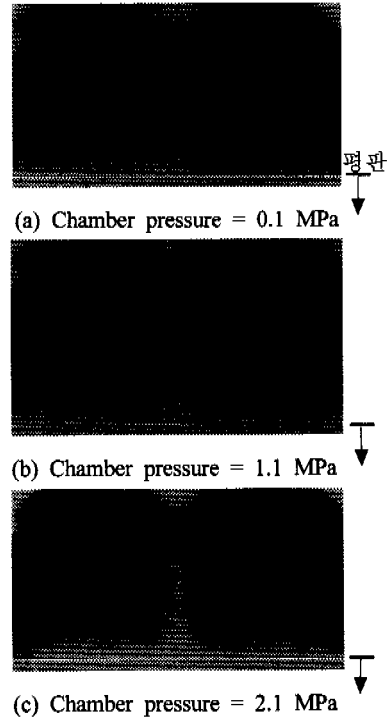 평판
(a) Chamber pressure = 0.1 MPa
(b) Chamber pressure = 1.1 MPa
(c) Chamber pressure = 2.1 MPa